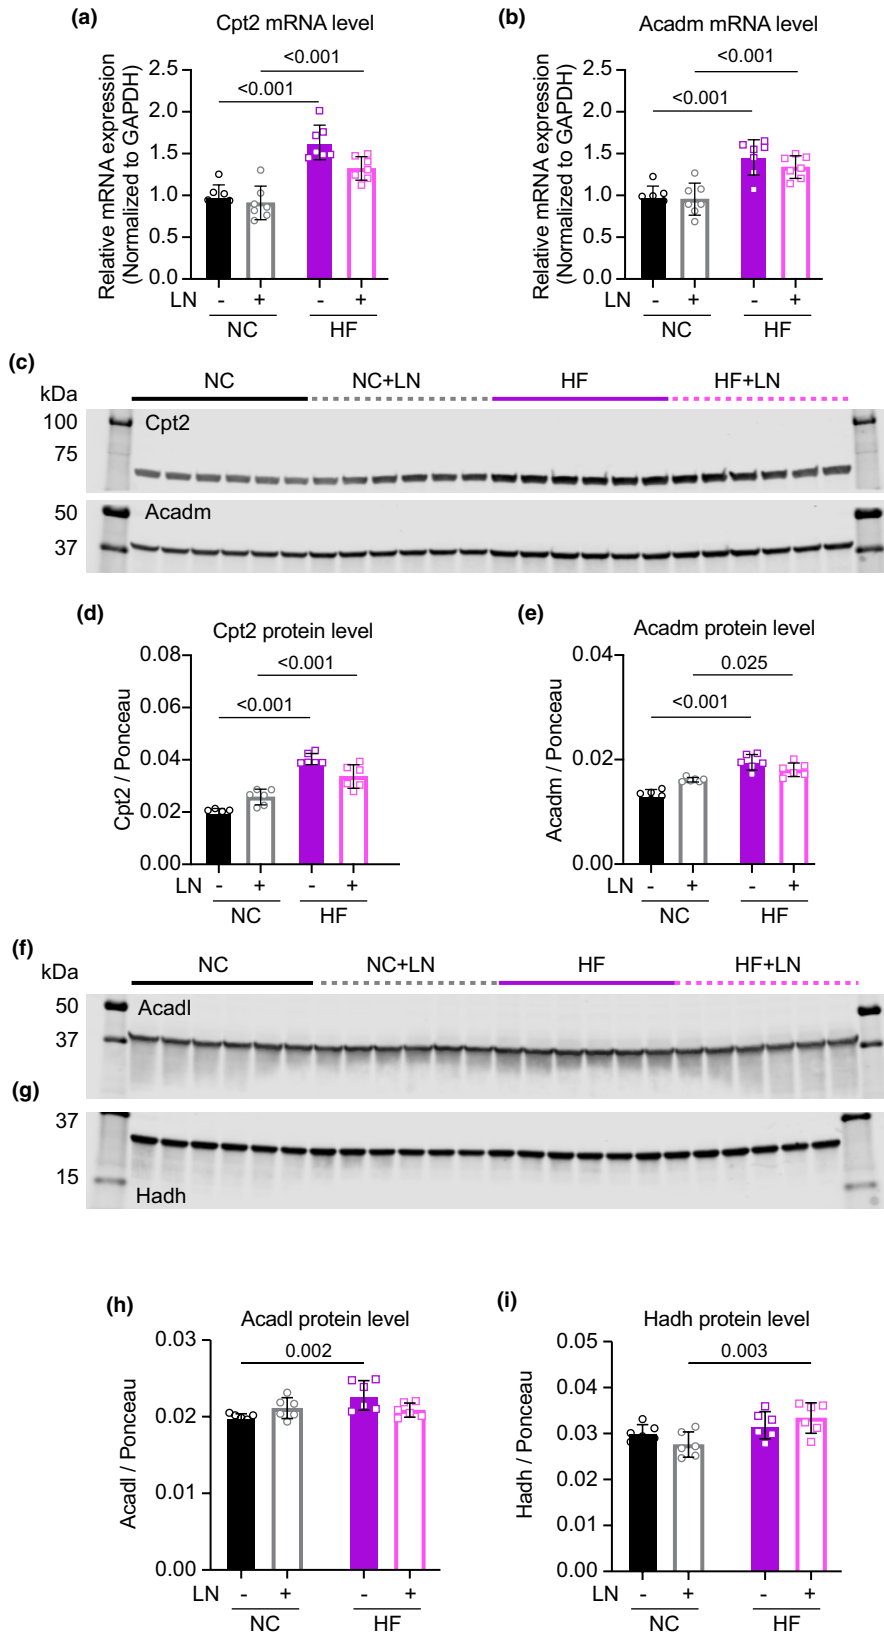 (a)
Cpt2 mRNA level
Relative mRNA expression
(Normalized to GAPDH)
2.5
2.0
1.5
1.0
0.5
0.0
<0.001
<0.001
LN - + - +
NC HF
(b)
Acadm mRNA level
Relative mRNA expression
(Normalized to GAPDH)
2.5
2.0
1.5
1.0
0.5
0.0
<0.001
<0.001
LN - + - +
NC HF
(c)
kDa
NC NC+LN HF HF+LN
100
75
Cpt2
50
37
Acadm
(d)
Cpt2 protein level
Cpt2 / Ponceau
0.08
0.06
0.04
0.02
0.00
<0.001
<0.001
LN - + - +
NC HF
(e)
Acadm protein level
Acadm / Ponceau
0.04
0.02
0.00
0.025
<0.001
LN - + - +
NC HF
(f)
kDa
NC NC+LN HF HF+LN
50
37
Acadl
(g)
37
15
Hadh
(h)
Acadl protein level
Acadl / Ponceau
0.03
0.02
0.01
0.00
0.002
LN - + - +
NC HF
(i)
Hadh protein level
Hadh / Ponceau
0.05
0.04
0.03
0.02
0.01
0.00
0.003
LN - + - +
NC HF